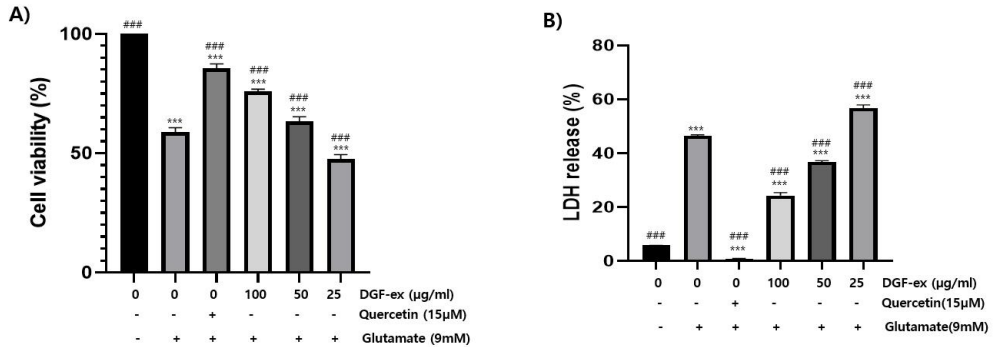 A)
Cell viability (%)
100
50
0
###
***
###
***
###
***
###
***
###
***
0 0 0 100 50 25 DGF-ex (μg/ml)
- - + - - - Quercetin (15μM)
- + + + + + Glutamate (9mM)
B)
LDH release (%)
80
60
40
20
0
###
***
###
***
###
***
###
***
###
***
0 0 0 100 50 25 DGF-ex (μg/ml)
- - + - - - Quercetin(15μM)
- + + + + + Glutamate(9mM)